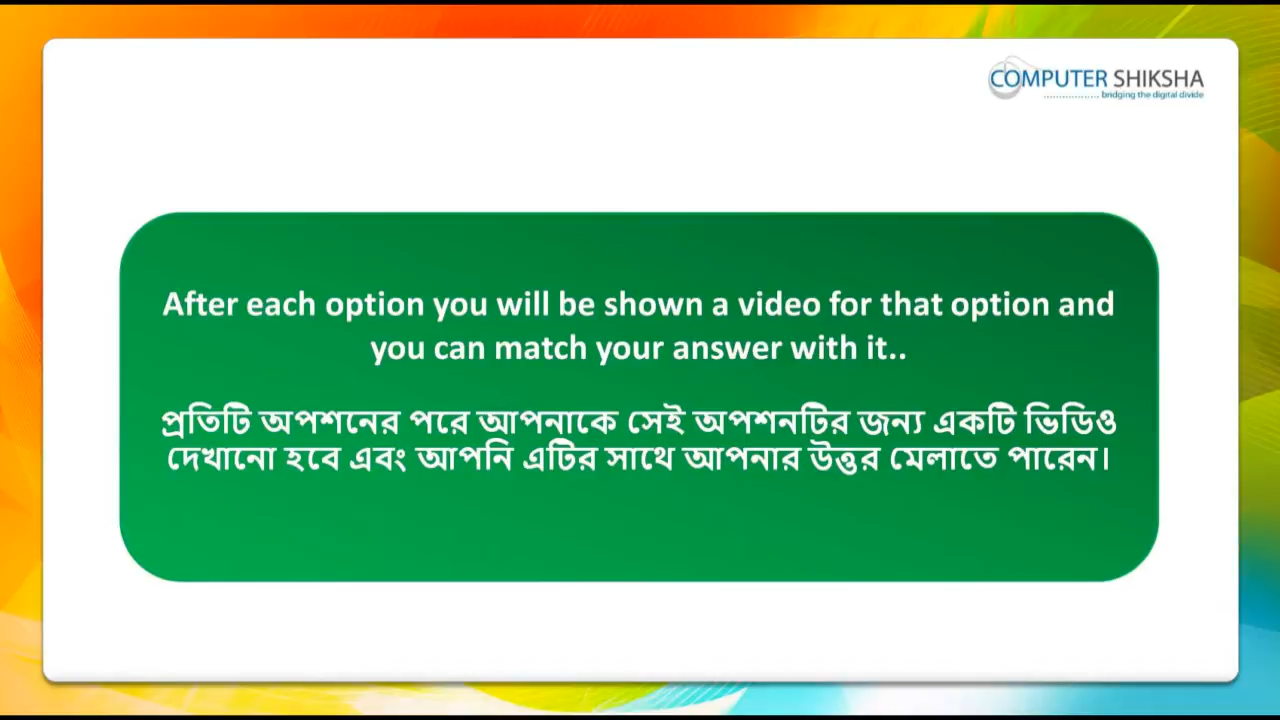 COMPUTER SHIKSHA
bridging the digital divide
After each option you will be shown a video for that option and
you can match your answer with it..
প্রতিটি অপশনের পরে আপনাকে সেই অপশনটির জন্য একটি ভিডিও
দেখানো হবে এবং আপনি এটির সাথে আপনার উত্তর মেলাতে পারেন।